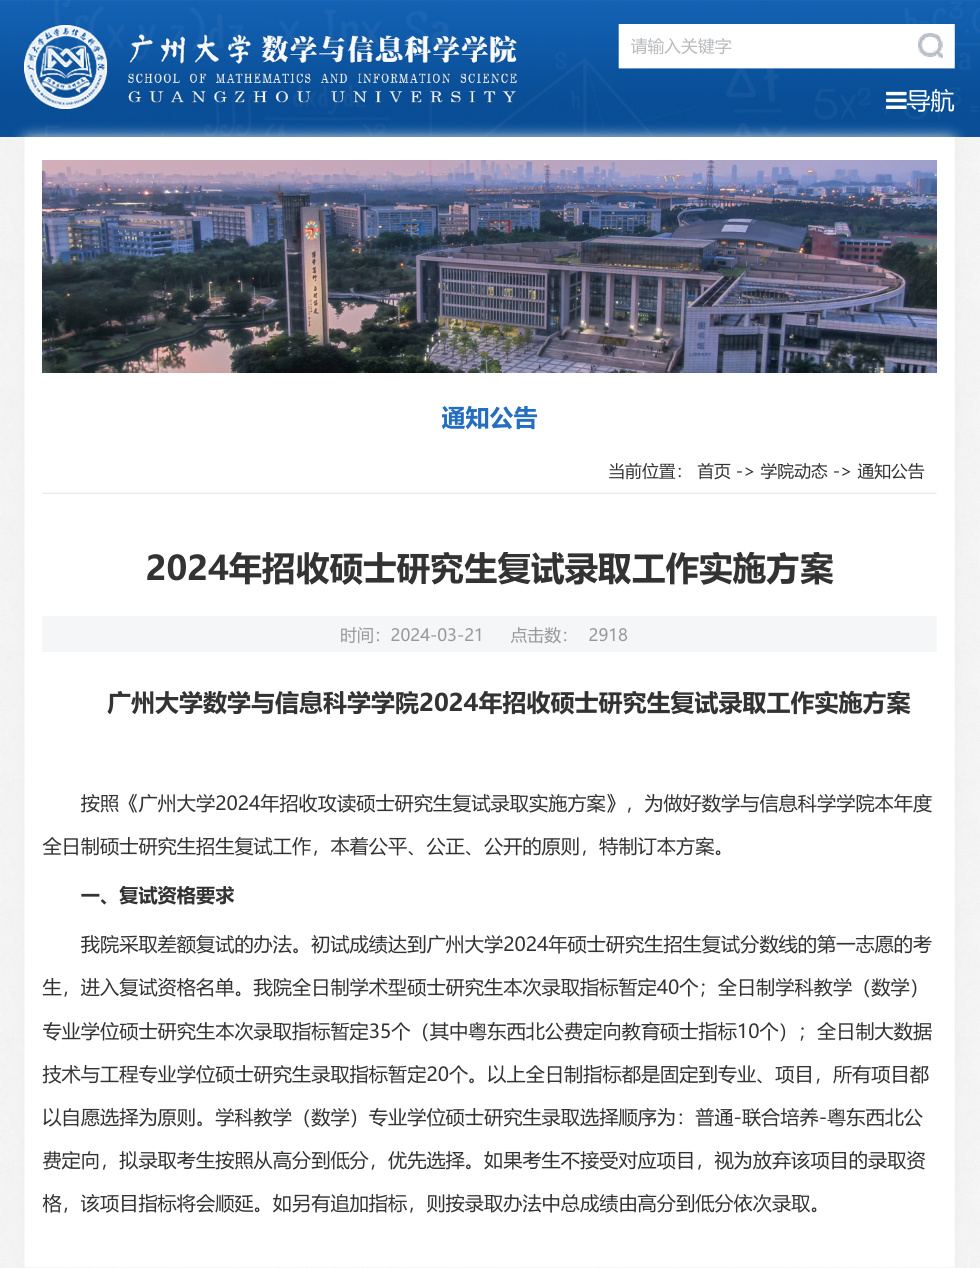 广州大学 数学与信息科学学院
SCHOOL OF MATHEMATICS AND INFORMATION SCIENCE
GUANGZHOU UNIVERSITY
请输入关键字
导航
通知公告
当前位置： 首页 -> 学院动态 -> 通知公告
2024年招收硕士研究生复试录取工作实施方案
时间：2024-03-21 点击数： 2918
广州大学数学与信息科学学院2024年招收硕士研究生复试录取工作实施方案
按照《广州大学2024年招收攻读硕士研究生复试录取实施方案》，为做好数学与信息科学学院本年度
全日制硕士研究生招生复试工作，本着公平、公正、公开的原则，特制订本方案。
一、复试资格要求
我院采取差额复试的办法。初试成绩达到广州大学2024年硕士研究生招生复试分数线的第一志愿的考
生，进入复试资格名单。我院全日制学术型硕士研究生本次录取指标暂定40个；全日制学科教学（数学）
专业学位硕士研究生本次录取指标暂定35个（其中粤东西北公费定向教育硕士指标10个）；全日制大数据
技术与工程专业学位硕士研究生录取指标暂定20个。以上全日制指标都是固定到专业、项目，所有项目都
以自愿选择为原则。学科教学（数学）专业学位硕士研究生录取选择顺序为：普通-联合培养-粤东西北公
费定向，拟录取考生按照从高分到低分，优先选择。如果考生不接受对应项目，视为放弃该项目的录取资
格，该项目指标将会顺延。如另有追加指标，则按录取办法中总成绩由高分到低分依次录取。